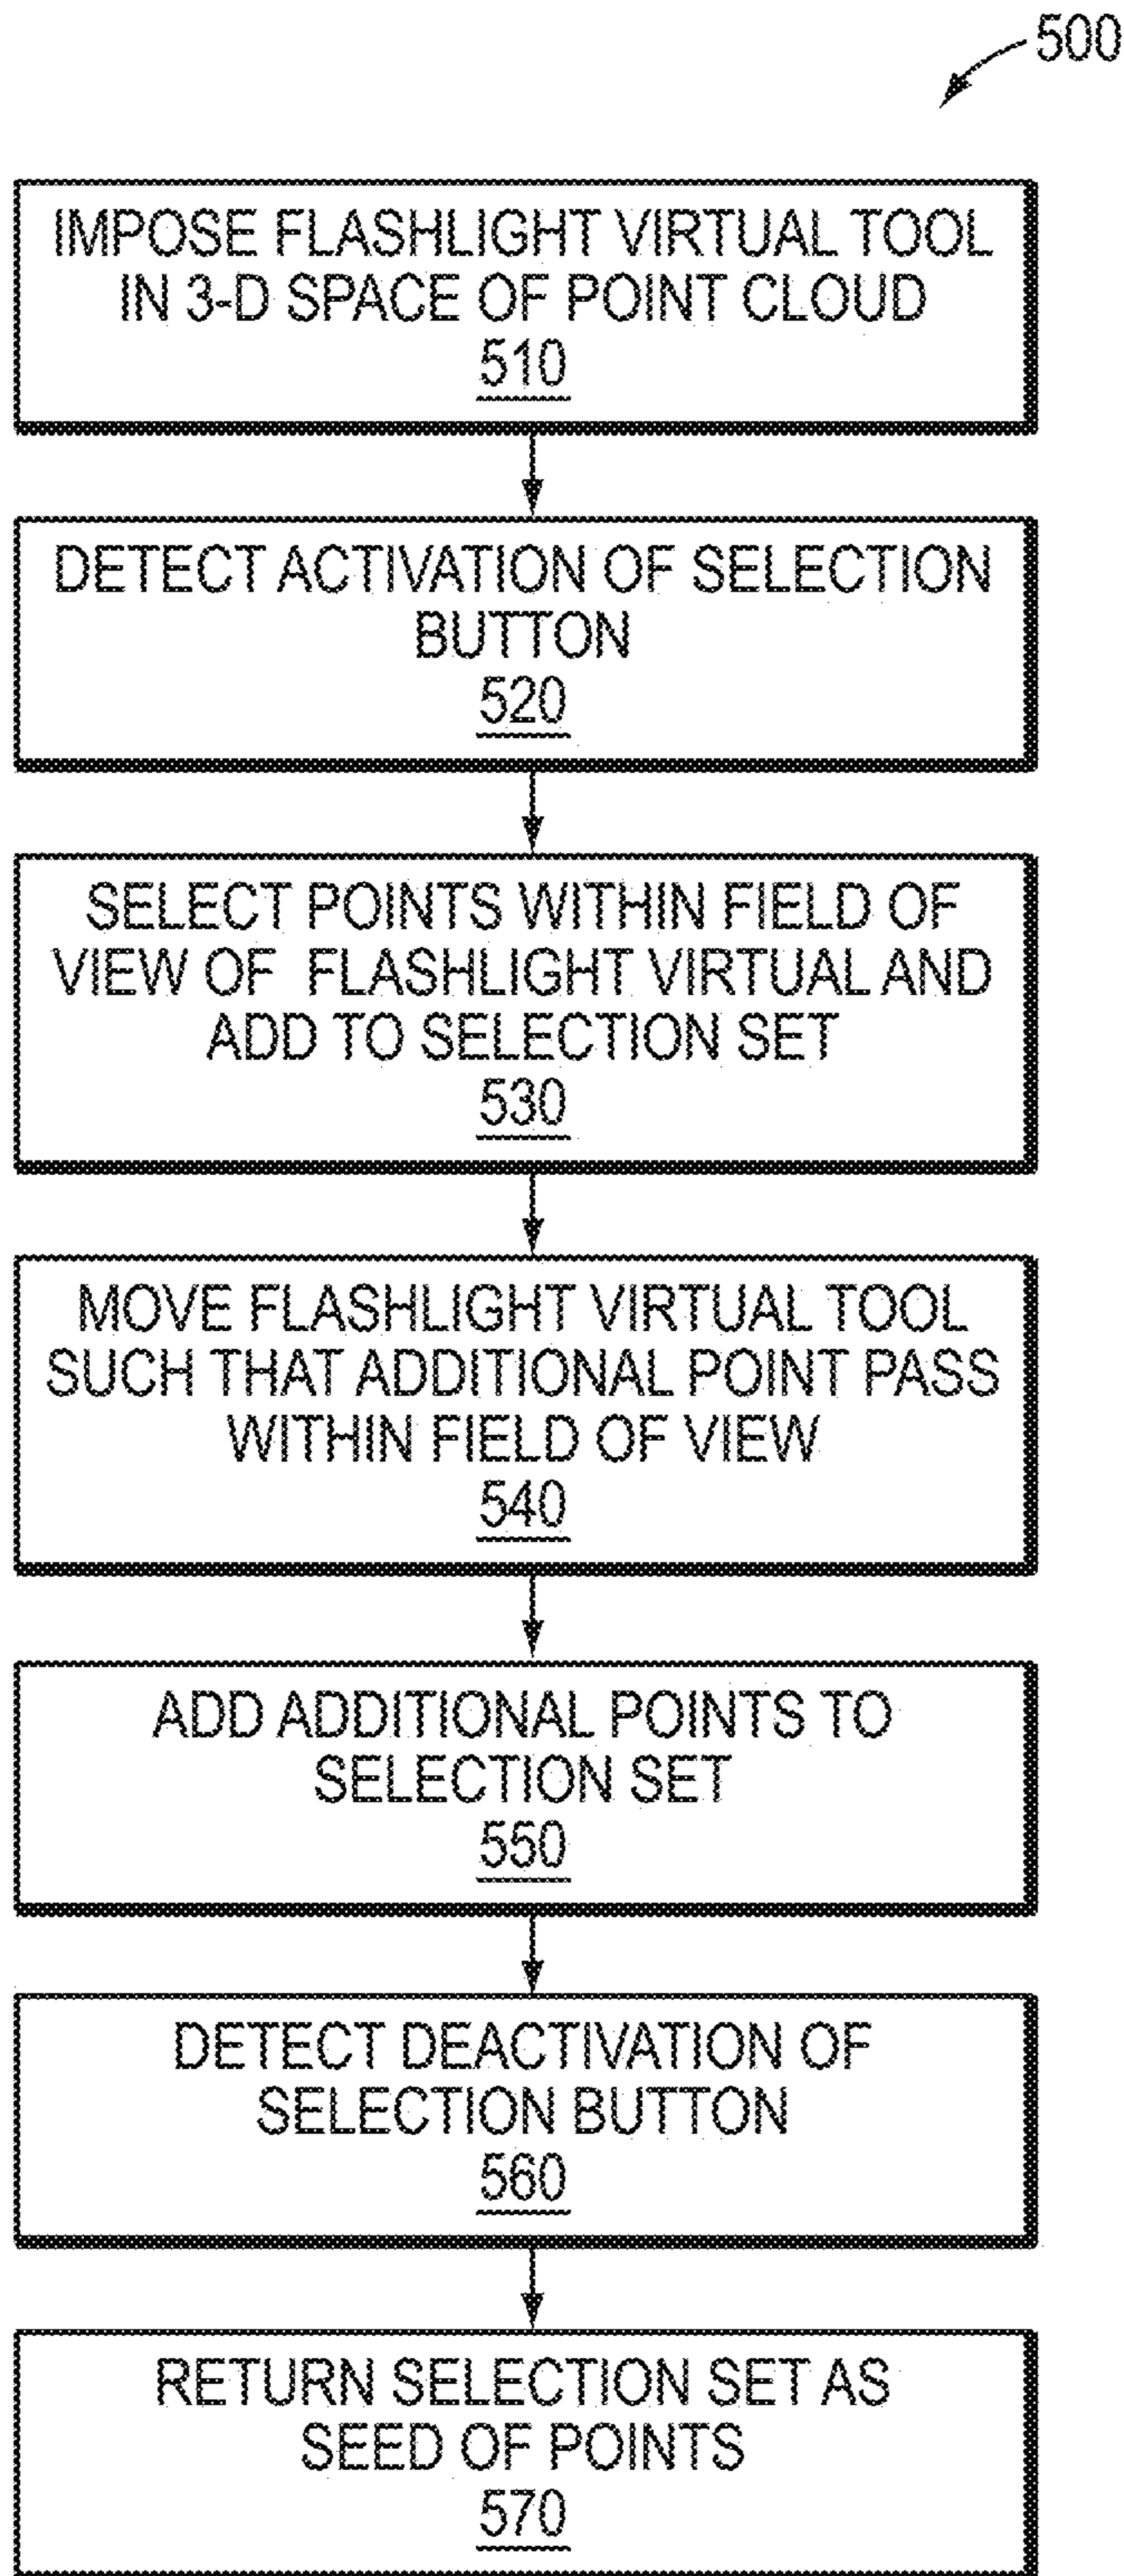 500
IMPOSE FLASHLIGHT VIRTUAL TOOL
IN 3-D SPACE OF POINT CLOUD
510
DETECT ACTIVATION OF SELECTION
BUTTON
520
SELECT POINTS WITHIN FIELD OF
VIEW OF FLASHLIGHT VIRTUAL AND
ADD TO SELECTION SET
530
MOVE FLASHLIGHT VIRTUAL TOOL
SUCH THAT ADDITIONAL POINT PASS
WITHIN FIELD OF VIEW
540
ADD ADDITIONAL POINTS TO
SELECTION SET
550
DETECT DEACTIVATION OF
SELECTION BUTTON
560
RETURN SELECTION SET AS
SEED OF POINTS
570